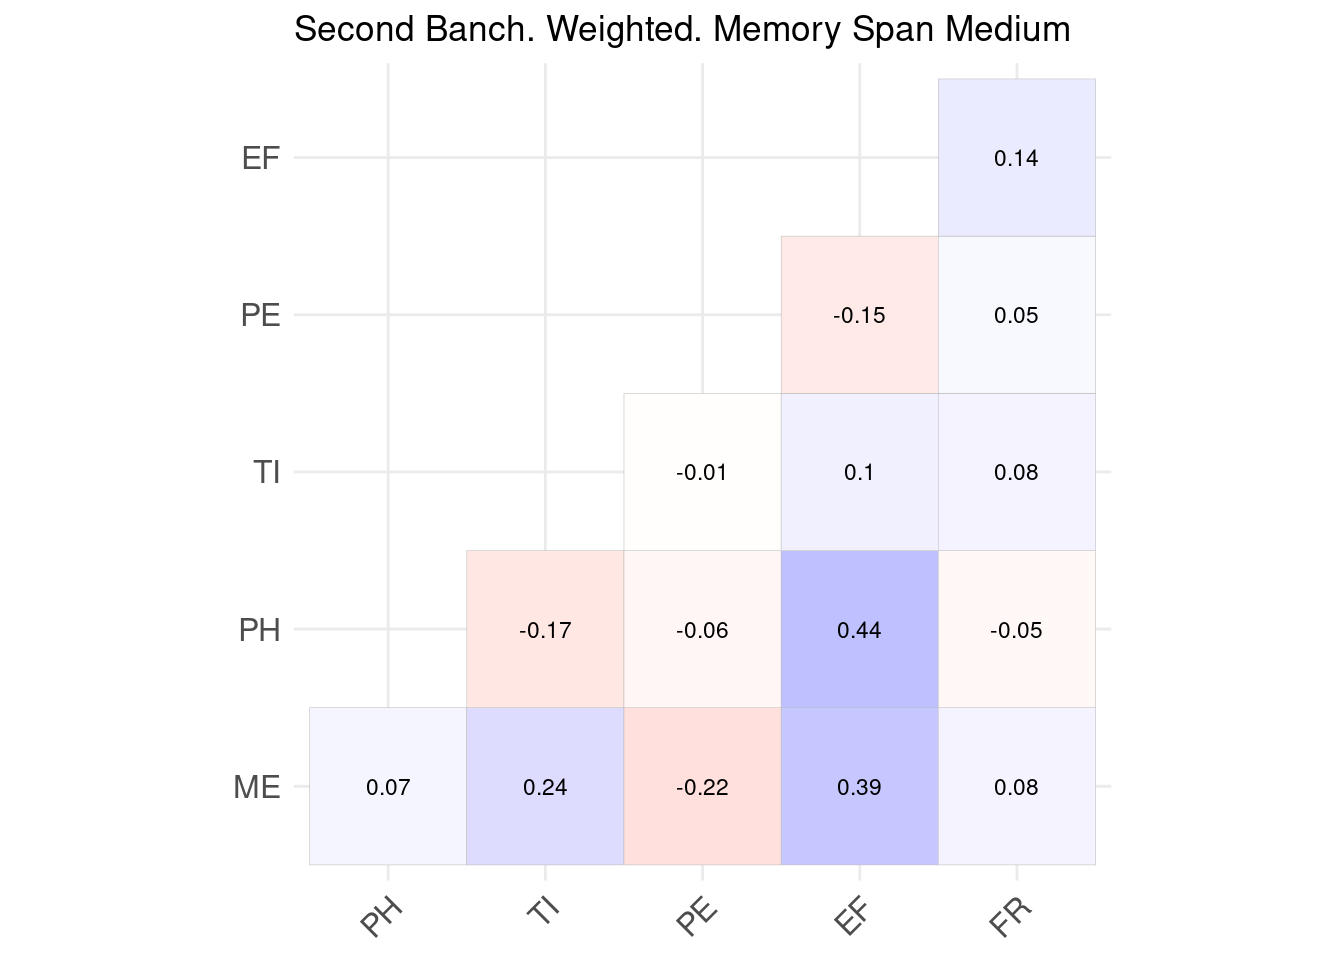 Second Banch. Weighted. Memory Span Medium
EF 0.14
PE -0.15 0.05
TI -0.01 0.1 0.08
PH -0.17 -0.06 0.44 -0.05
ME 0.07 0.24 -0.22 0.39 0.08
PH TI PE EF FR